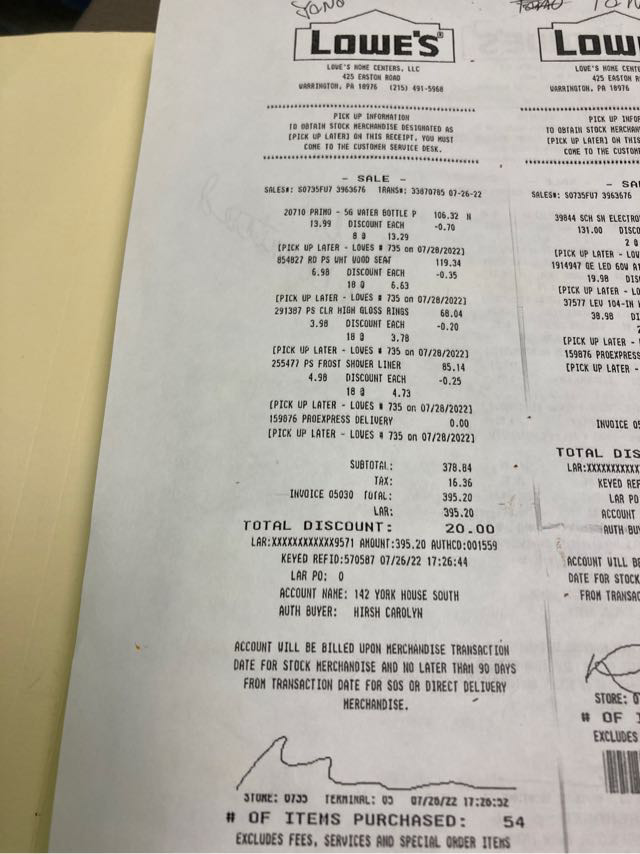 LOWE'S®
LOWE'S HOME CENTERS, LLC
425 EASTON ROAD
WARRINGTON, PA 18976 (215) 491-5968
PICK UP INFORMATION
TO OBTAIN STOCK MERCHANDISE DESIGNATED AS
[PICK UP LATER] ON THIS RECEIPT, YOU MUST
COME TO THE CUSTOMER SERVICE DESK.
- SALE -
SALES#: S0735FU7 3963676 TRANS#: 33870785 07-26-22
20710 PRIMO - 5G WATER BOTTLE P 106.32 N
13.99 DISCOUNT EACH -0.70
8 @ 13.29
[PICK UP LATER - LOWES # 735 on 07/28/2022]
854827 RD PS WHT WOOD SEAT 119.34
6.98 DISCOUNT EACH -0.35
18 @ 6.63
[PICK UP LATER - LOWES # 735 on 07/28/2022]
291387 PS CLR HIGH GLOSS RINGS 68.04
3.98 DISCOUNT EACH -0.20
18 @ 3.78
[PICK UP LATER - LOWES # 735 on 07/28/2022]
255477 PS FROST SHOWER LINER 85.14
4.98 DISCOUNT EACH -0.25
18 @ 4.73
[PICK UP LATER - LOWES # 735 on 07/28/2022]
159876 PROEXPRESS DELIVERY 0.00
[PICK UP LATER - LOWES # 735 on 07/28/2022]
SUBTOTAL: 378.84
TAX: 16.36
INVOICE 05030 TOTAL: 395.20
LAR: 395.20
TOTAL DISCOUNT: 20.00
LAR:XXXXXXXXXXXX9571 AMOUNT:395.20 AUTHCD:001559
KEYED REFID:570587 07/26/22 17:26:44
LAR PO: 0
ACCOUNT NAME: 142 YORK HOUSE SOUTH
AUTH BUYER: HIRSH CAROLYN
ACCOUNT WILL BE BILLED UPON MERCHANDISE TRANSACTION
DATE FOR STOCK MERCHANDISE AND NO LATER THAN 90 DAYS
FROM TRANSACTION DATE FOR SOS OR DIRECT DELIVERY
MERCHANDISE.
STORE: 0735 TERMINAL: 05 07/26/22 17:26:52
# OF ITEMS PURCHASED: 54
EXCLUDES FEES, SERVICES AND SPECIAL ORDER ITEMS
LOW
LOWE'S HOME CENTE
425 EASTON
WARRINGTON, PA 18976
PICK UP INFOR
TO OBTAIN STOCK MERCHAN
[PICK UP LATER] ON THIS
COME TO THE CUSTOM
- SA
SALES#: S0735FU7 3963676
39844 SCH SN ELECTRO
131.00 DISCO
2 @
[PICK UP LATER - LOW
1914947 GE LED 60W A1
19.98 DIS
[PICK UP LATER - LO
37577 LEV 104-IN
38.98 DI
[PICK UP LATER -
159876 PROEXPRESS
[PICK UP LATER -
INVOICE 05
TOTAL DIS
LAR:XXXXXXXXX
KEYED REF
LAR PO
ACCOUNT
AUTH BU
ACCOUNT WILL BE
DATE FOR STOCK
FROM TRANSAC
STORE: 0
# OF I
EXCLUDES